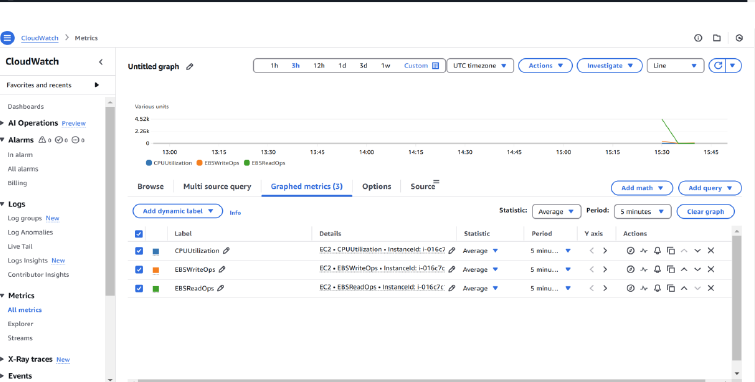 CloudWatch > Metrics
CloudWatch
Favorites and recents
Dashboards
AI Operations Preview
Alarms 0 0 0
In alarm
All alarms
Billing
Logs
Log groups New
Log Anomalies
Live Tail
Logs Insights New
Contributor Insights
Metrics
All metrics
Explorer
Streams
X-Ray traces New
Events
Untitled graph
1h 3h 12h 1d 3d 1w Custom UTC timezone Actions Investigate Line
Various units
4.52k
2.26k
0
13:00 13:15 13:30 13:45 14:00 14:15 14:30 14:45 15:00 15:15 15:30 15:45
CPUUtilization EBSWriteOps EBSReadOps
Browse Multi source query Graphed metrics (3) Options Source Add math Add query
Add dynamic label Info Statistic: Average Period: 5 minutes Clear graph
Label Details Statistic Period Y axis Actions
CPUUtilization EC2 • CPUUtilization • InstanceId: i-016c7 Average 5 minu...
EBSWriteOps EC2 • EBSWriteOps • InstanceId: i-016c7c Average 5 minu...
EBSReadOps EC2 • EBSReadOps • InstanceId: i-016c7c Average 5 minu...